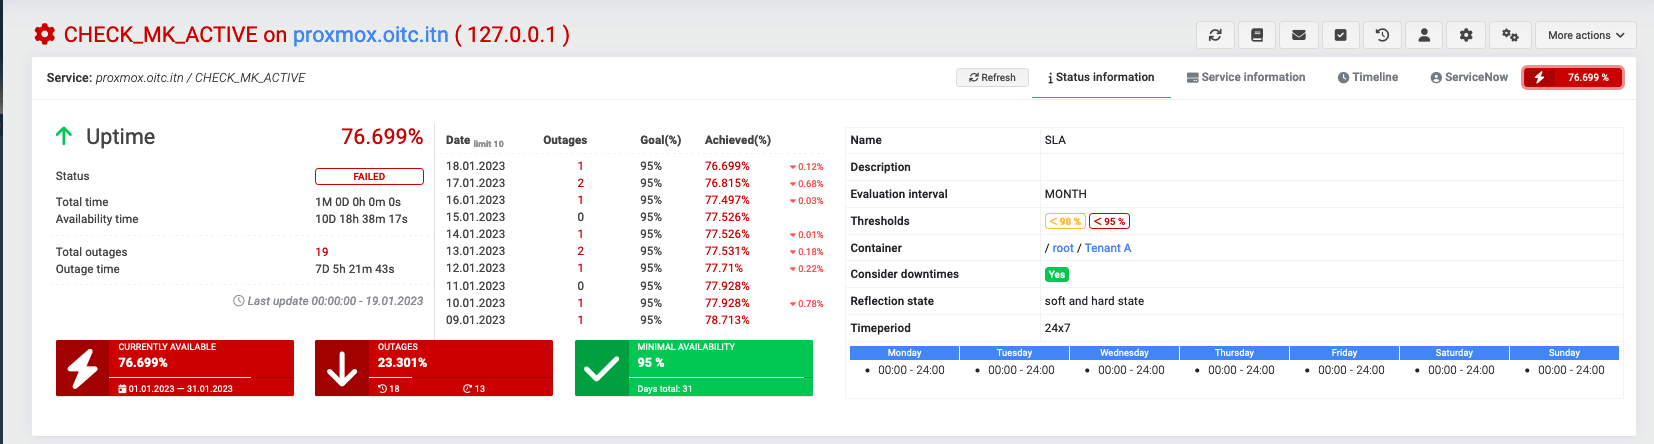 CHECK_MK_ACTIVE on proxmox.oitc.itn ( 127.0.0.1 )
More actions
Service: proxmox.oitc.itn / CHECK_MK_ACTIVE
Refresh
Status information
Service information
Timeline
ServiceNow
76.699 %
Uptime 76.699%
Status FAILED
Total time 1M 0D 0h 0m 0s
Availability time 10D 18h 38m 17s
Total outages 19
Outage time 7D 5h 21m 43s
Last update 00:00:00 - 19.01.2023
Date limit 10 Outages Goal(%) Achieved(%)
18.01.2023 1 95% 76.699% 0.12%
17.01.2023 2 95% 76.815% 0.68%
16.01.2023 1 95% 77.497% 0.03%
15.01.2023 0 95% 77.526%
14.01.2023 1 95% 77.526% 0.01%
13.01.2023 2 95% 77.531% 0.18%
12.01.2023 1 95% 77.71% 0.22%
11.01.2023 0 95% 77.928%
10.01.2023 1 95% 77.928% 0.78%
09.01.2023 1 95% 78.713%
CURRENTLY AVAILABLE
76.699%
01.01.2023 — 31.01.2023
OUTAGES
23.301%
18 13
MINIMAL AVAILABILITY
95 %
Days total: 31
Name SLA
Description
Evaluation interval MONTH
Thresholds < 98 % < 95 %
Container / root / Tenant A
Consider downtimes Yes
Reflection state soft and hard state
Timeperiod 24x7
Monday Tuesday Wednesday Thursday Friday Saturday Sunday
• 00:00 - 24:00 • 00:00 - 24:00 • 00:00 - 24:00 • 00:00 - 24:00 • 00:00 - 24:00 • 00:00 - 24:00 • 00:00 - 24:00